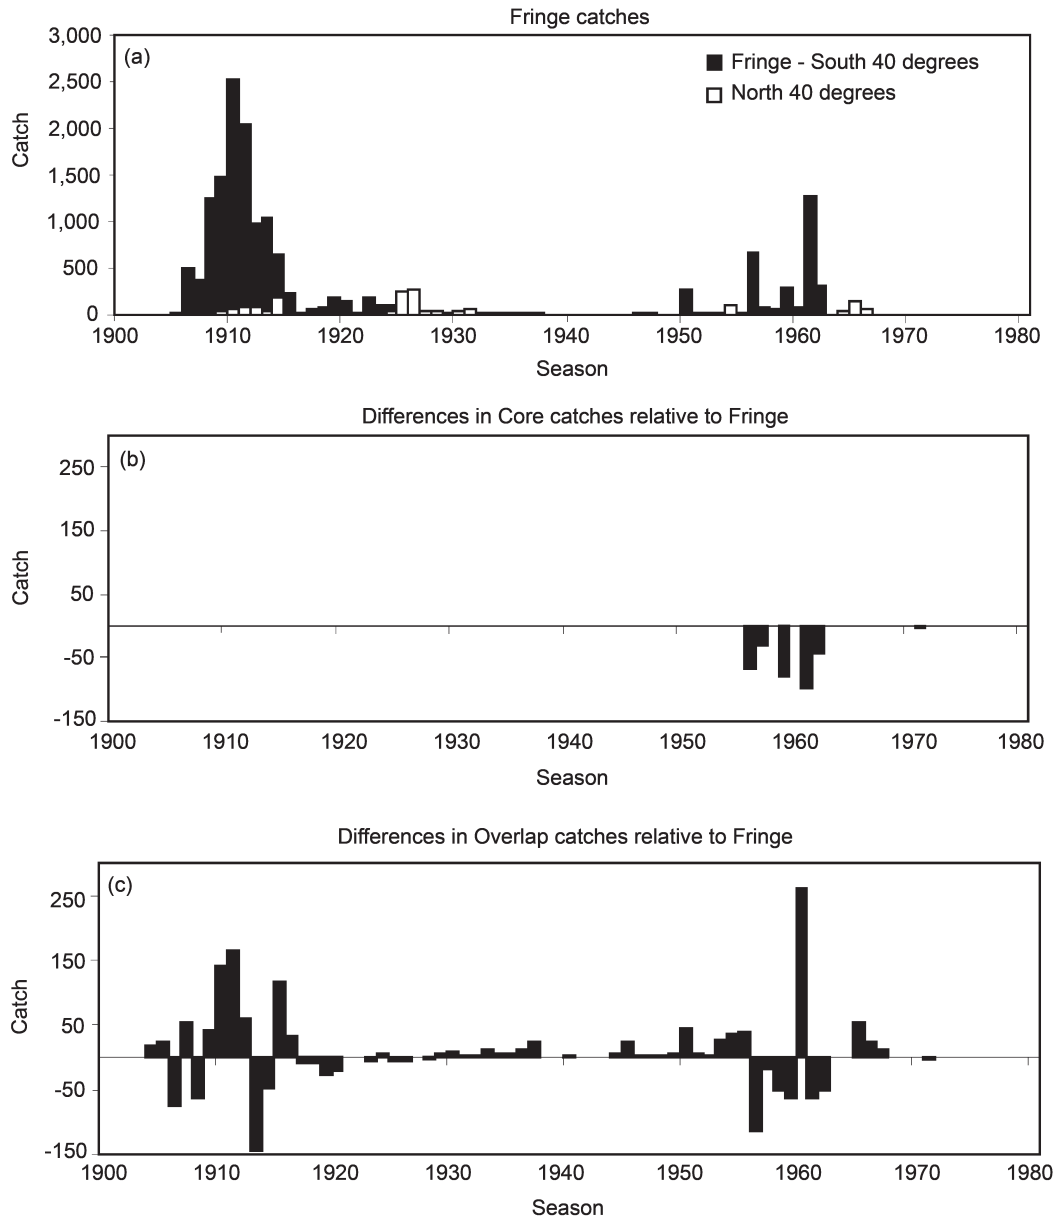 Fringe catches
(a)
Fringe - South 40 degrees
North 40 degrees
Catch
3,000
2,500
2,000
1,500
1,000
500
0
1900 1910 1920 1930 1940 1950 1960 1970 1980
Season
Differences in Core catches relative to Fringe
(b)
Catch
250
150
50
-50
-150
1900 1910 1920 1930 1940 1950 1960 1970 1980
Season
Differences in Overlap catches relative to Fringe
(c)
Catch
250
150
50
-50
-150
1900 1910 1920 1930 1940 1950 1960 1970 1980
Season